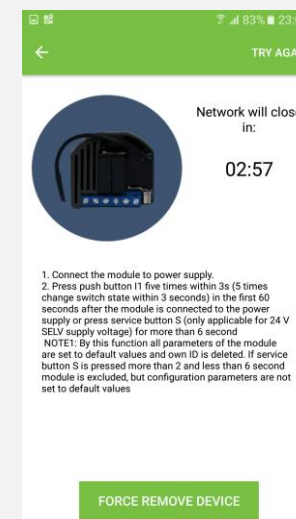 83% 23:0
TRY AGA
Network will close
in:
02:57
1. Connect the module to power supply.
2. Press push button I1 five times within 3s (5 times
change switch state within 3 seconds) in the first 60
seconds after the module is connected to the power
supply or press service button S (only applicable for 24 V
SELV supply voltage) for more than 6 second
NOTE1: By this function all parameters of the module
are set to default values and own ID is deleted. If service
button S is pressed more than 2 and less than 6 second
module is excluded, but configuration parameters are not
set to default values
FORCE REMOVE DEVICE